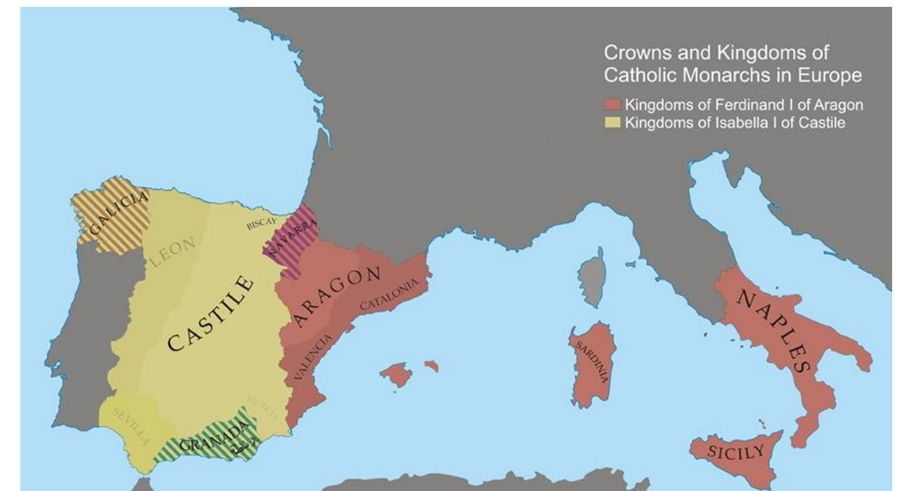 Crowns and Kingdoms of
Catholic Monarchs in Europe
Kingdoms of Ferdinand I of Aragon
Kingdoms of Isabella I of Castile
GALICIA
LEON
BISCAY
NAVARRA
CASTILE
ARAGON
CATALONIA
VALENCIA
SEVILLA
MURCIA
GRANADA
SARDINIA
NAPLES
SICILY